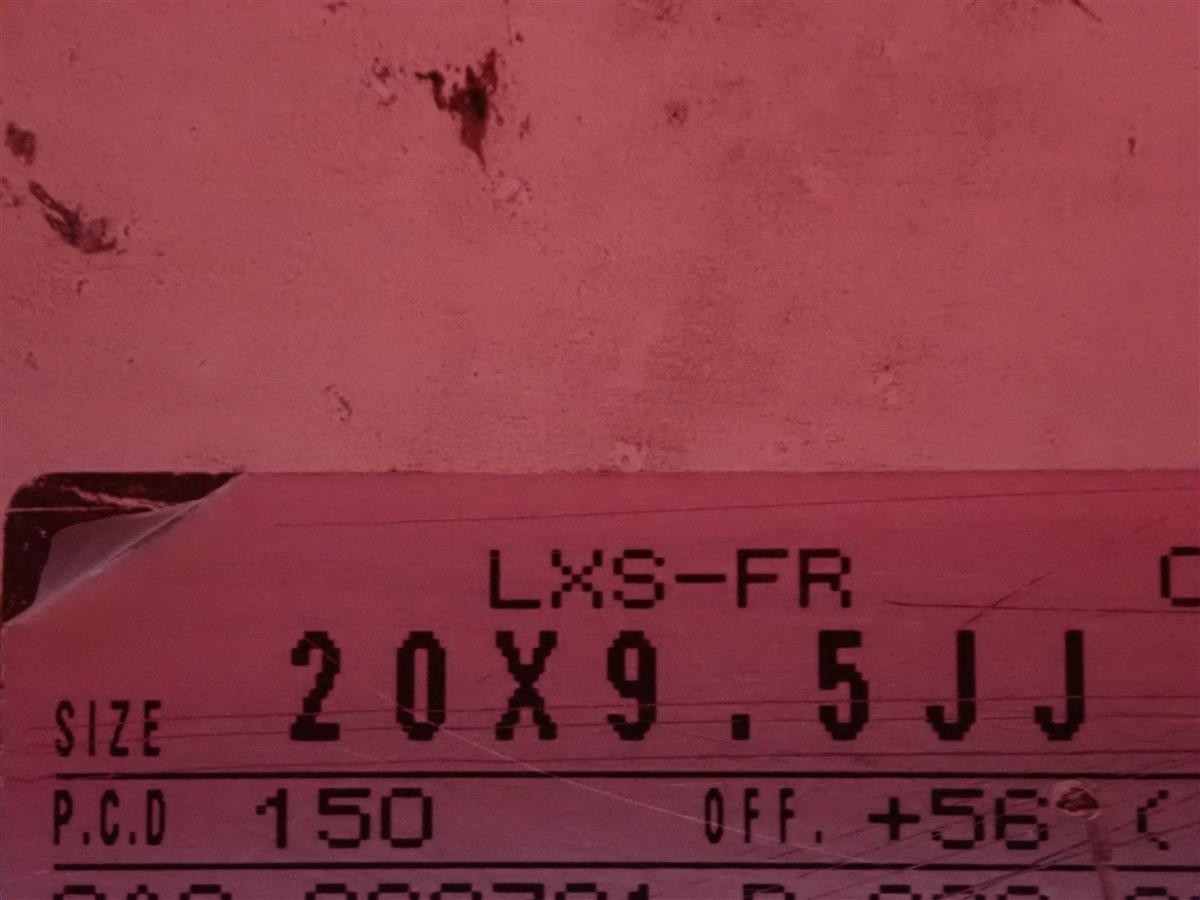 LXS-FR
SIZE 20X9.5JJ
P.C.D 150 OFF. +56